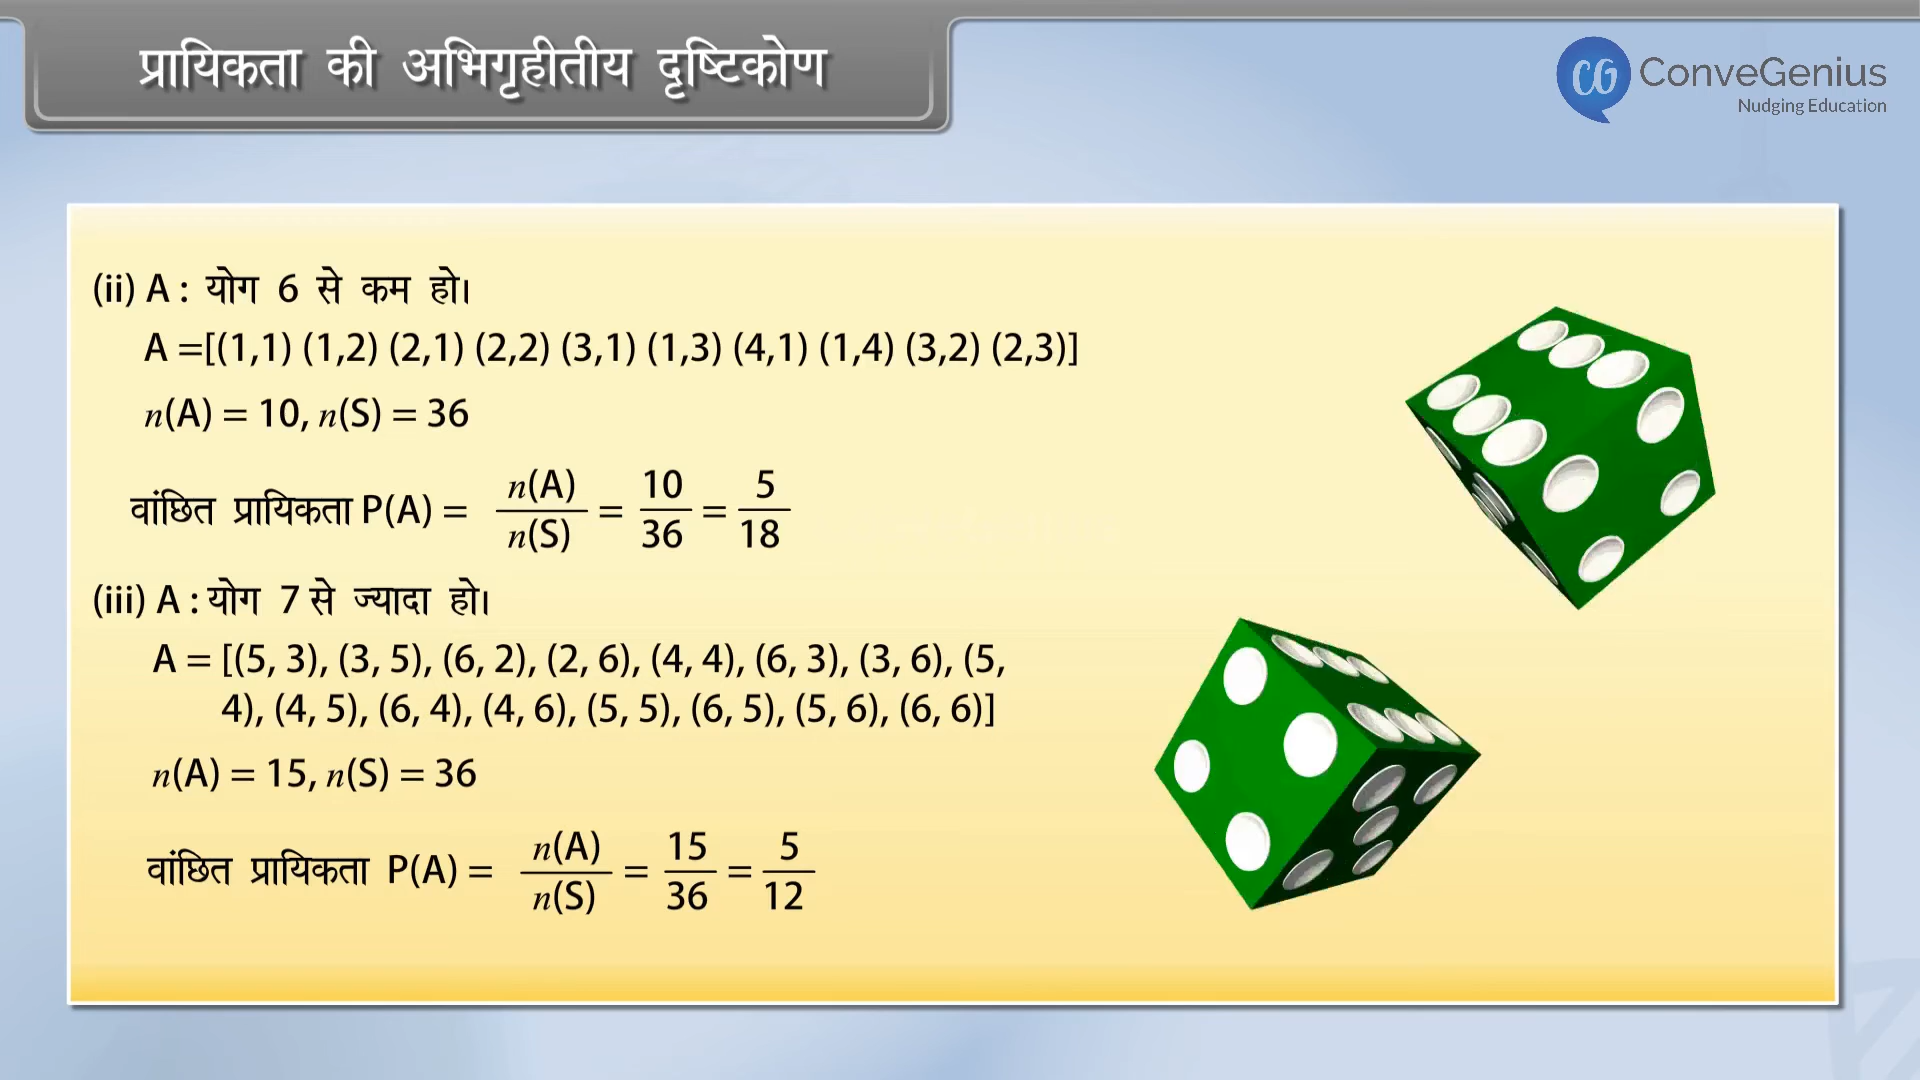 प्रायिकता की अभिगृहीतीय दृष्टिकोण
CG ConveGenius
Nudging Education
(ii) A : योग 6 से कम हो।
A =[(1,1) (1,2) (2,1) (2,2) (3,1) (1,3) (4,1) (1,4) (3,2) (2,3)]
n(A) = 10, n(S) = 36
वांछित प्रायिकता P(A) = n(A)/n(S) = 10/36 = 5/18
(iii) A : योग 7 से ज्यादा हो।
A = [(5, 3), (3, 5), (6, 2), (2, 6), (4, 4), (6, 3), (3, 6), (5,
4), (4, 5), (6, 4), (4, 6), (5, 5), (6, 5), (5, 6), (6, 6)]
n(A) = 15, n(S) = 36
वांछित प्रायिकता P(A) = n(A)/n(S) = 15/36 = 5/12